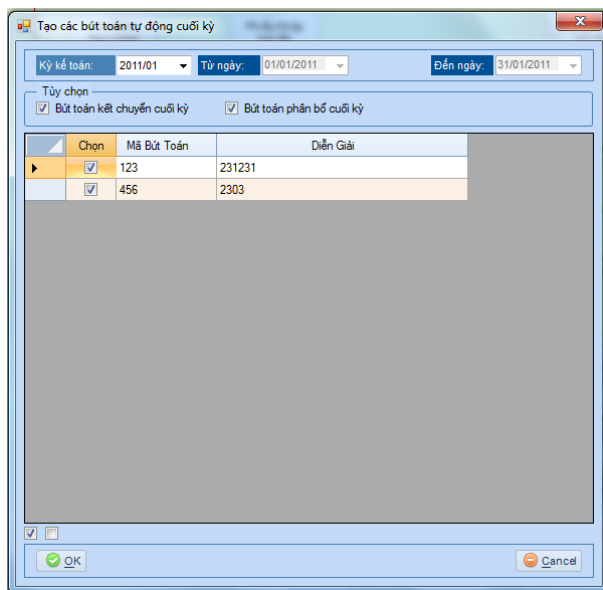 Tạo các bút toán tự động cuối kỳ
Kỳ kế toán: 2011/01 Từ ngày: 01/01/2011 Đến ngày: 31/01/2011
Tùy chọn
Bút toán kết chuyển cuối kỳ Bút toán phân bổ cuối kỳ
Chọn Mã Bút Toán Diễn Giải
123 231231
456 2303
OK Cancel